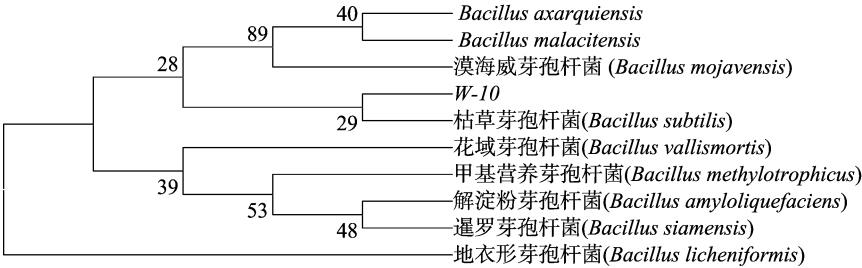 40
Bacillus axarquiensis
89
Bacillus malacitensis
28
漠海威芽孢杆菌 (Bacillus mojavensis)
W-10
29
枯草芽孢杆菌(Bacillus subtilis)
花域芽孢杆菌(Bacillus vallismortis)
39
甲基营养芽孢杆菌(Bacillus methylotrophicus)
53
解淀粉芽孢杆菌(Bacillus amyloliquefaciens)
48
暹罗芽孢杆菌(Bacillus siamensis)
地衣形芽孢杆菌(Bacillus licheniformis)